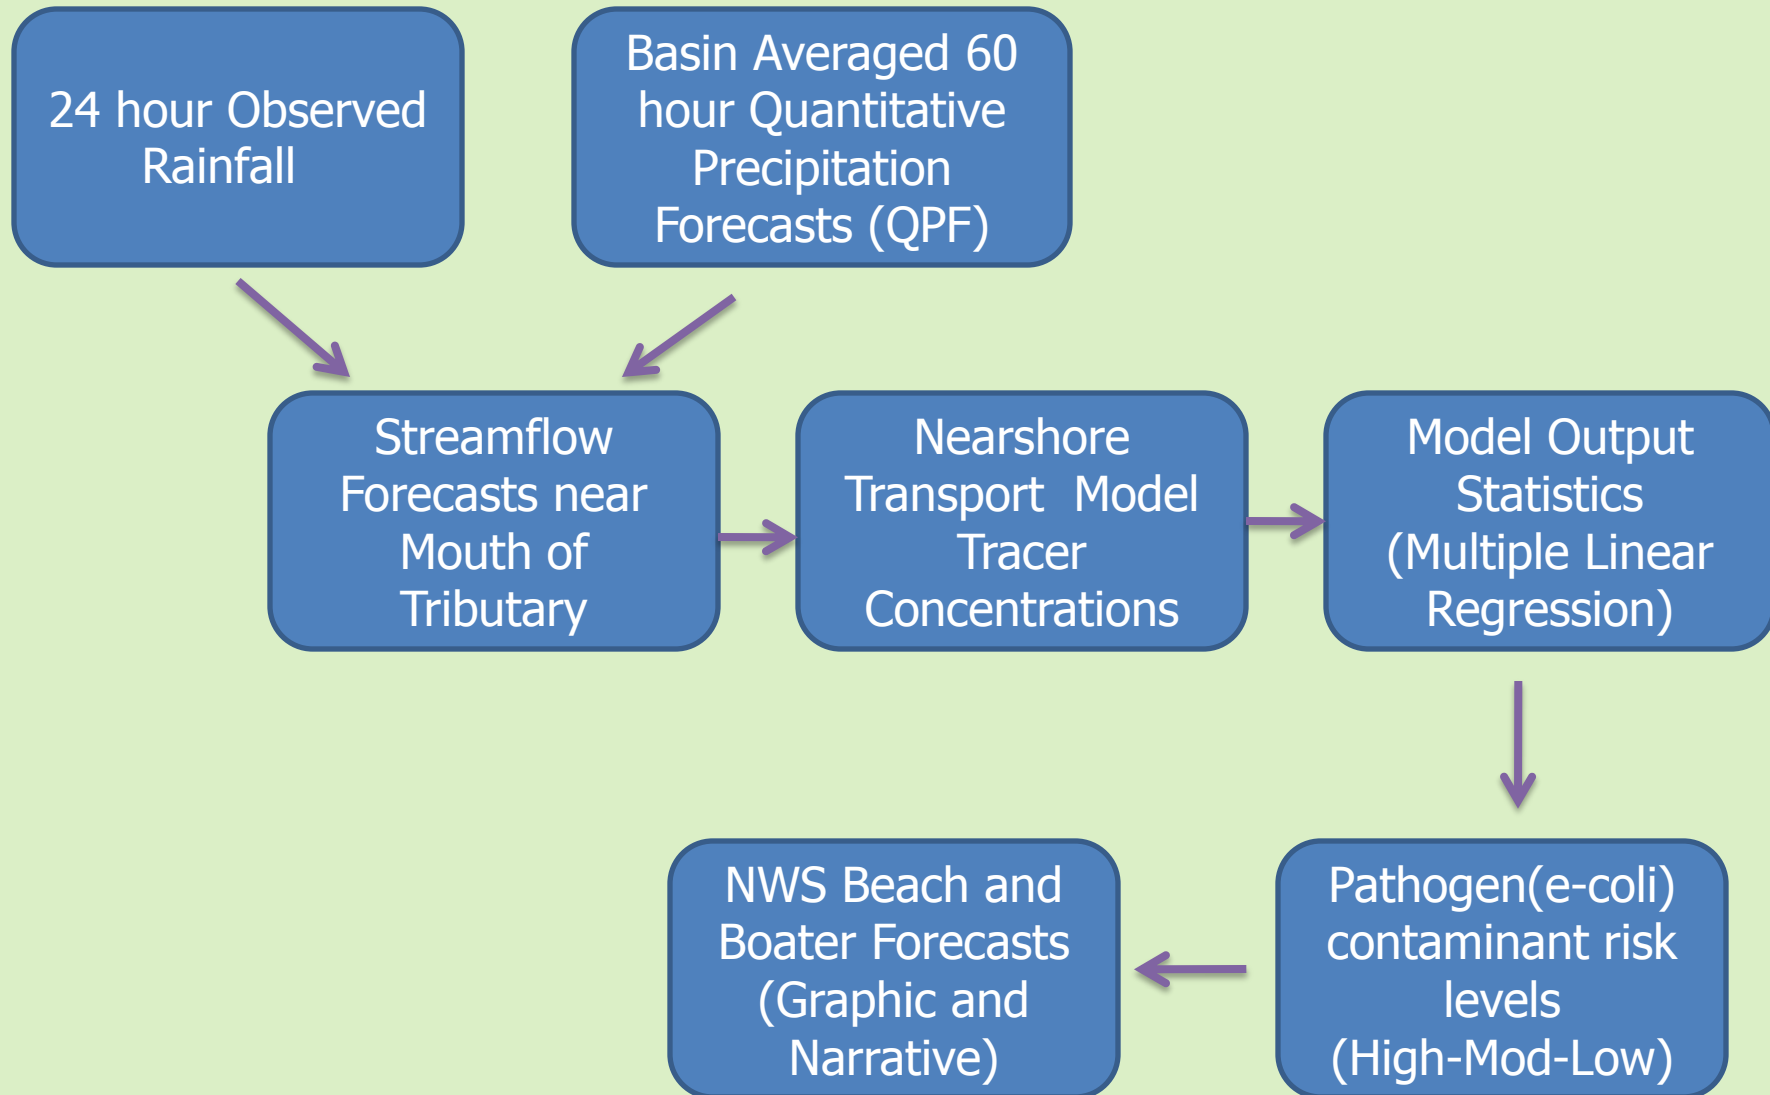 24 hour Observed
Rainfall
Basin Averaged 60
hour Quantitative
Precipitation
Forecasts (QPF)
Streamflow
Forecasts near
Mouth of
Tributary
Nearshore
Transport  Model
Tracer
Concentrations
Model Output
Statistics
(Multiple Linear
Regression)
Pathogen(e-coli)
contaminant risk
levels
(High-Mod-Low)
NWS Beach and
Boater Forecasts
(Graphic and
Narrative)